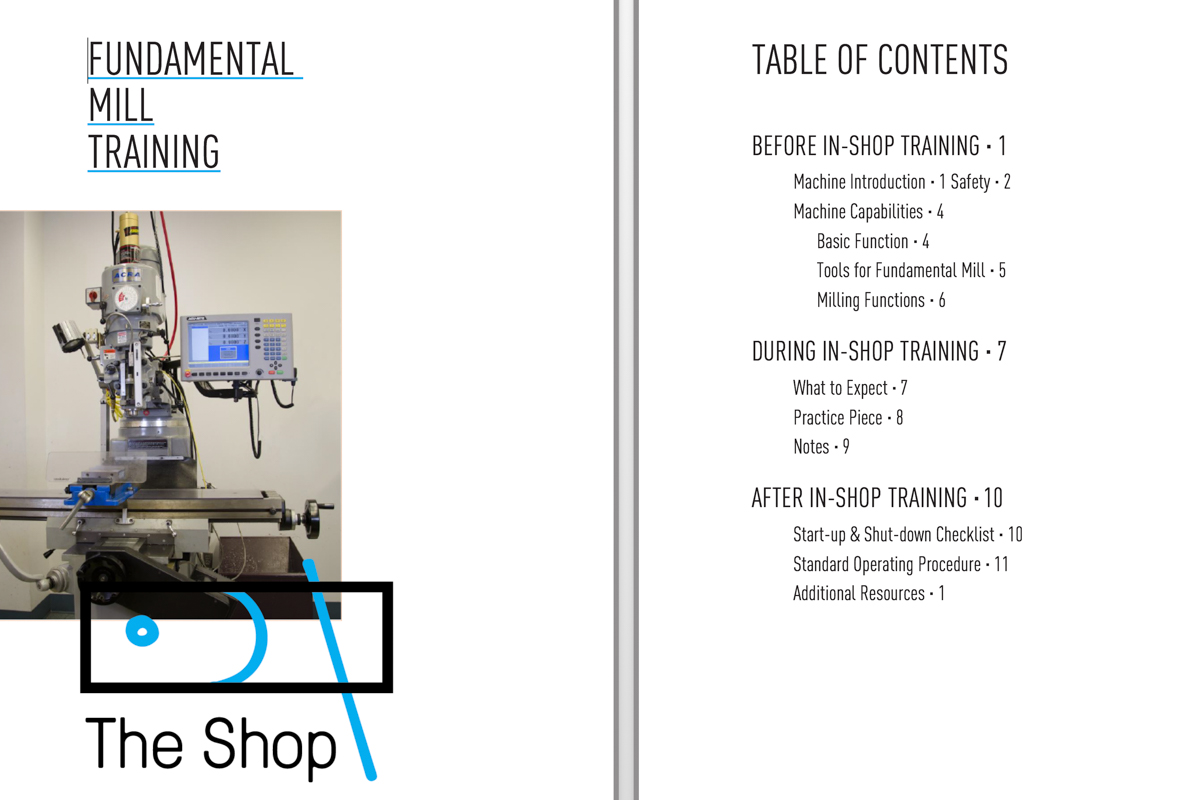 FUNDAMENTAL
MILL
TRAINING
ACRA
The Shop
TABLE OF CONTENTS
BEFORE IN-SHOP TRAINING • 1
Machine Introduction • 1 Safety • 2
Machine Capabilities • 4
Basic Function • 4
Tools for Fundamental Mill • 5
Milling Functions • 6
DURING IN-SHOP TRAINING • 7
What to Expect • 7
Practice Piece • 8
Notes • 9
AFTER IN-SHOP TRAINING • 10
Start-up & Shut-down Checklist • 10
Standard Operating Procedure • 11
Additional Resources • 1